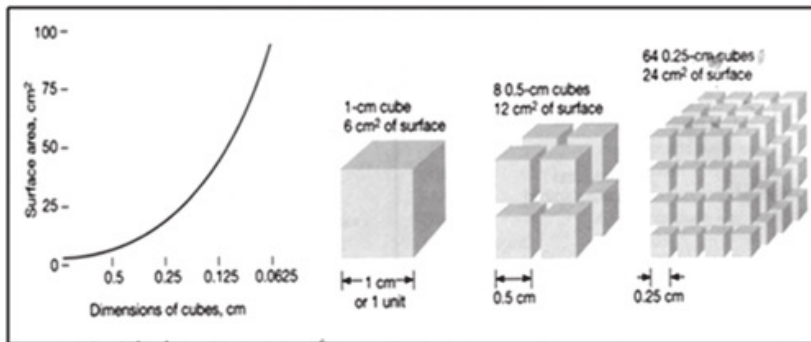 100
75
50
25
0
Surface area, cm²
0.5 0.25 0.125 0.0625
Dimensions of cubes, cm
1-cm cube
6 cm² of surface
1 cm
or 1 unit
8 0.5-cm cubes
12 cm² of surface
0.5 cm
64 0.25-cm cubes
24 cm² of surface
0.25 cm